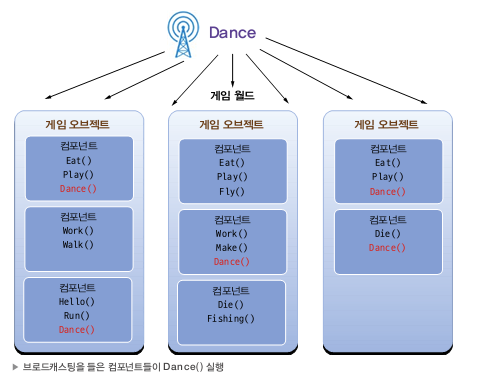 Dance
게임 월드
게임 오브젝트
컴포넌트
Eat()
Play()
Dance()
컴포넌트
Work()
Walk()
컴포넌트
Hello()
Run()
Dance()
게임 오브젝트
컴포넌트
Eat()
Play()
Fly()
컴포넌트
Work()
Make()
Dance()
컴포넌트
Die()
Fishing()
게임 오브젝트
컴포넌트
Eat()
Play()
Dance()
컴포넌트
Die()
Dance()
▶ 브로드캐스팅을 들은 컴포넌트들이 Dance() 실행